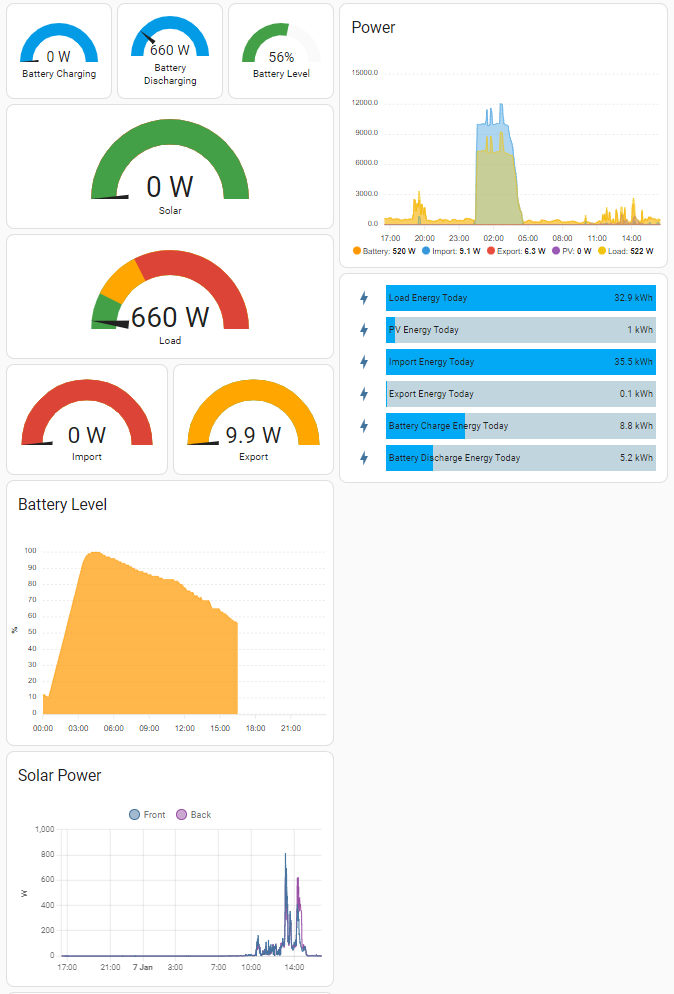 0 W
Battery Charging
660 W
Battery
Discharging
56%
Battery Level
0 W
Solar
660 W
Load
0 W
Import
9.9 W
Export
Battery Level
100
90
80
70
60
50
40
30
20
10
0
%
00:00 03:00 06:00 09:00 12:00 15:00 18:00 21:00
Solar Power
Front Back
1,000
800
600
400
200
0
W
17:00 21:00 7 Jan 3:00 7:00 10:00 14:00
Power
15000.0
12000.0
9000.0
6000.0
3000.0
0.0
17:00 20:00 23:00 02:00 05:00 08:00 11:00 14:00
Battery: 520 W Import: 9.1 W Export: 6.3 W PV: 0 W Load: 522 W
Load Energy Today 32.9 kWh
PV Energy Today 1 kWh
Import Energy Today 35.5 kWh
Export Energy Today 0.1 kWh
Battery Charge Energy Today 8.8 kWh
Battery Discharge Energy Today 5.2 kWh